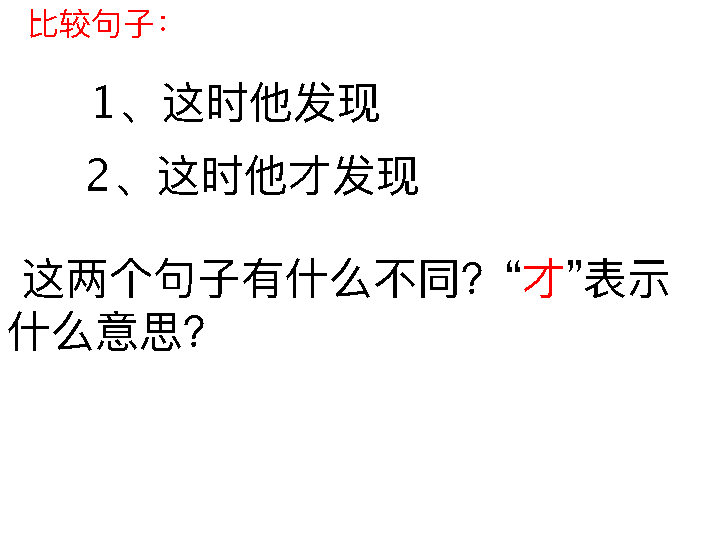 比较句子：
1、这时他发现
2、这时他才发现
这两个句子有什么不同？“才”表示
什么意思？